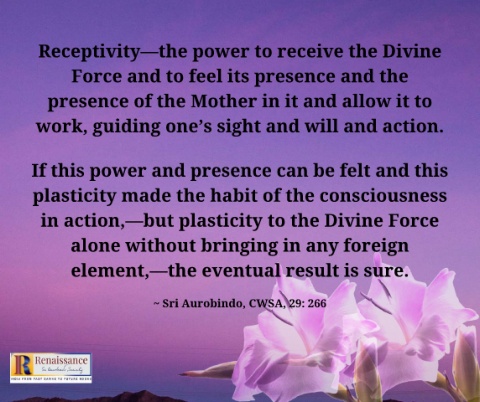 Receptivity—the power to receive the Divine
Force and to feel its presence and the
presence of the Mother in it and allow it to
work, guiding one’s sight and will and action.
If this power and presence can be felt and this
plasticity made the habit of the consciousness
in action,—but plasticity to the Divine Force
alone without bringing in any foreign
element,—the eventual result is sure.
~ Sri Aurobindo, CWSA, 29: 266
Renaissance